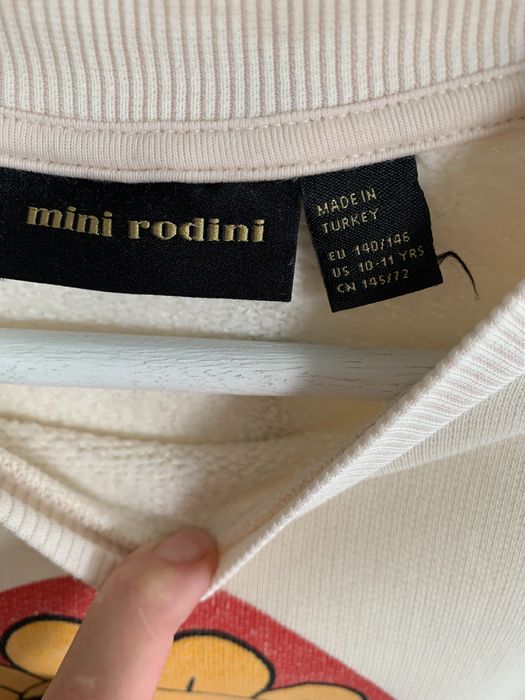 mini rodini
MADE IN
TURKEY
EU 140/146
US 10-11 YRS
CN 145/72